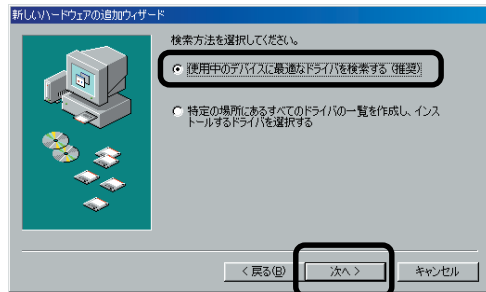 新しいハードウェアの追加ウィザード
検索方法を選択してください。
使用中のデバイスに最適なドライバを検索する (推奨)
特定の場所にあるすべてのドライバの一覧を作成し、インス
トールするドライバを選択する
< 戻る(B)
次へ >
キャンセル